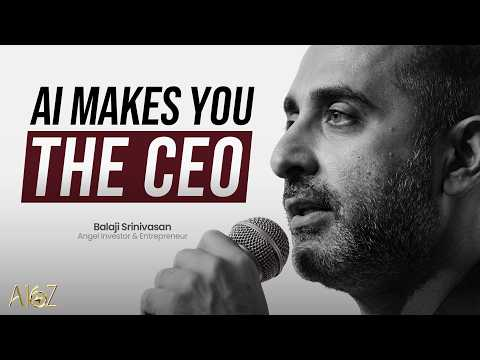 AI MAKES YOU
THE CEO
Balaji Srinivasan
Angel Investor & Entrepreneur
A16Z